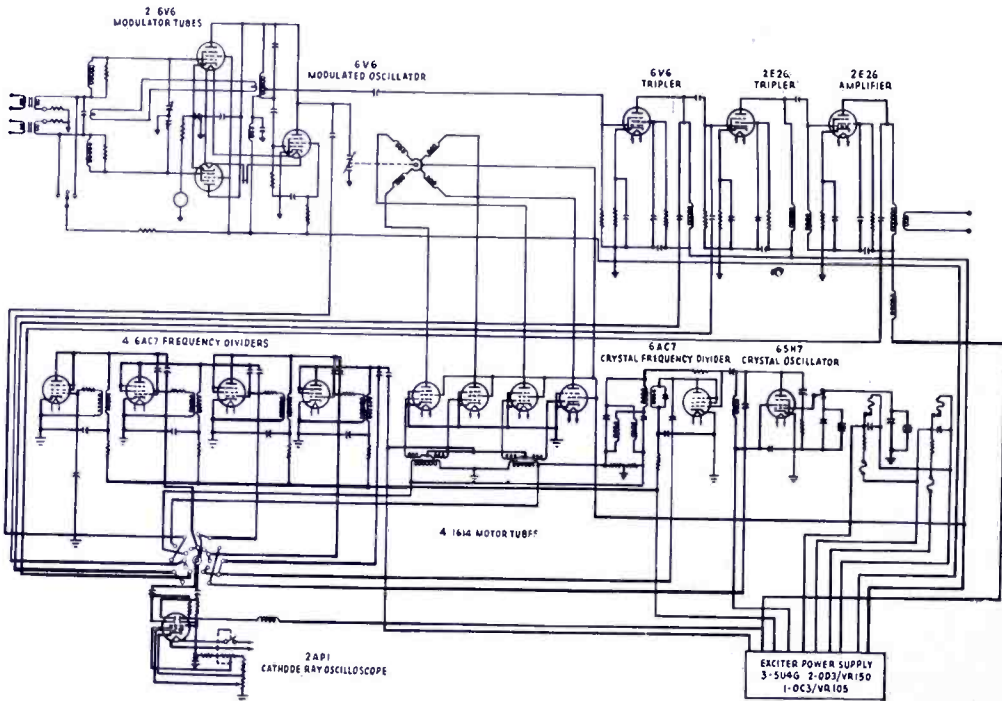 2 6V6
MODULATOR TUBES
6V6
MODULATED OSCILLATOR
6V6
TRIPLER
2E26
TRIPLER
2E26
AMPLIFIER
4 6AC7 FREQUENCY DIVIDERS
6AC7
CRYSTAL FREQUENCY DIVIDER
6SH7
CRYSTAL OSCILLATOR
4 1614 MOTOR TUBES
2AP1
CATHODE RAY OSCILLOSCOPE
EXCITER POWER SUPPLY
3-5U4G 2-OD3/VR150
1-OC3/VR105